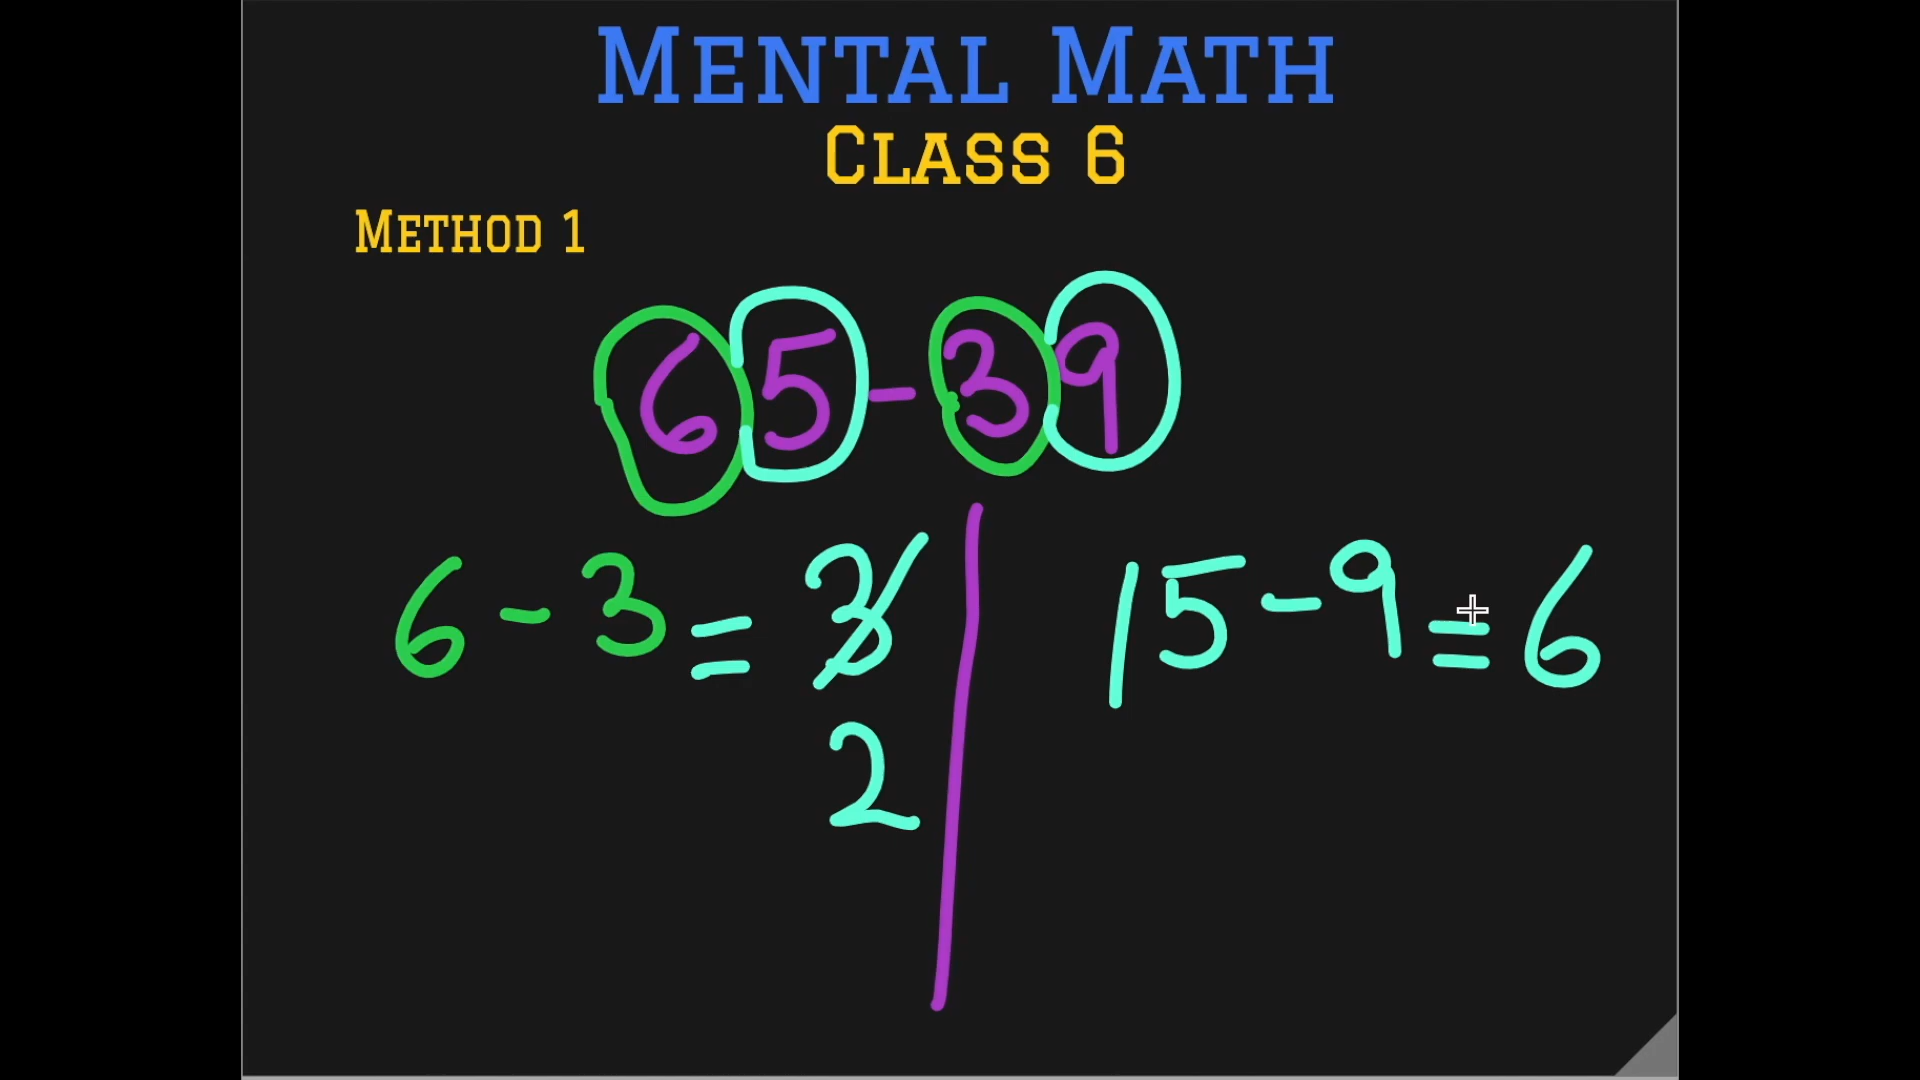 MENTAL MATH
CLASS 6
METHOD 1
65-39
6-3=3
15-9=6
2